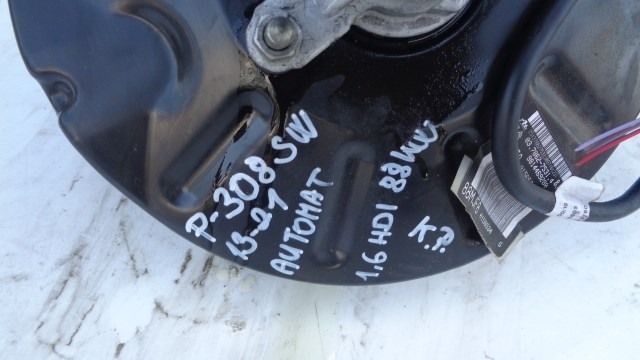 P-308 SW
13-21
AUTOMAT
1.6 HDI 88KW
K.P.